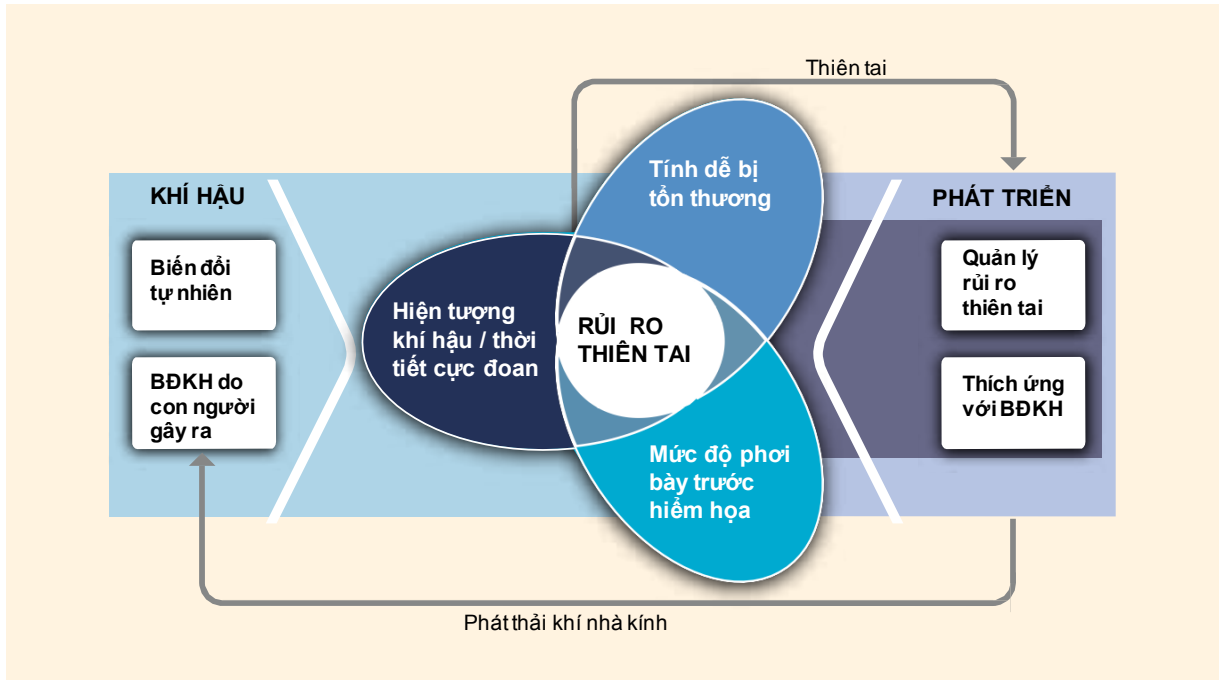 Thiên tai
Tính dễ bị
tổn thương
KHÍ HẬU
PHÁT TRIỂN
Biến đổi
tự nhiên
Quản lý
rủi ro
thiên tai
Hiện tượng
khí hậu / thời
tiết cực đoan
RỦI RO
THIÊN TAI
BĐKH do
con người
gây ra
Thích ứng
với BĐKH
Mức độ phơi
bày trước
hiểm họa
Phát thải khí nhà kính